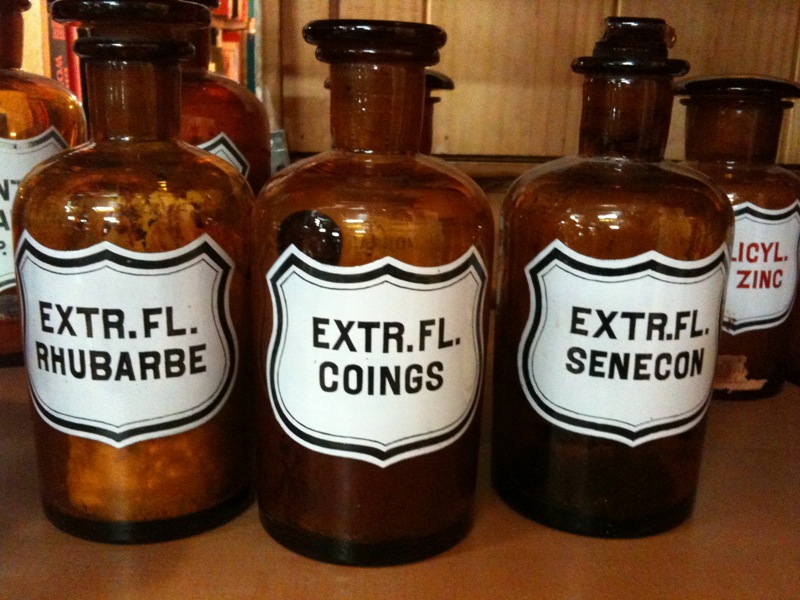 EXTR.FL.
RHUBARBE
EXTR.FL.
COINGS
EXTR.FL.
SENECON
LICYL.
ZINC